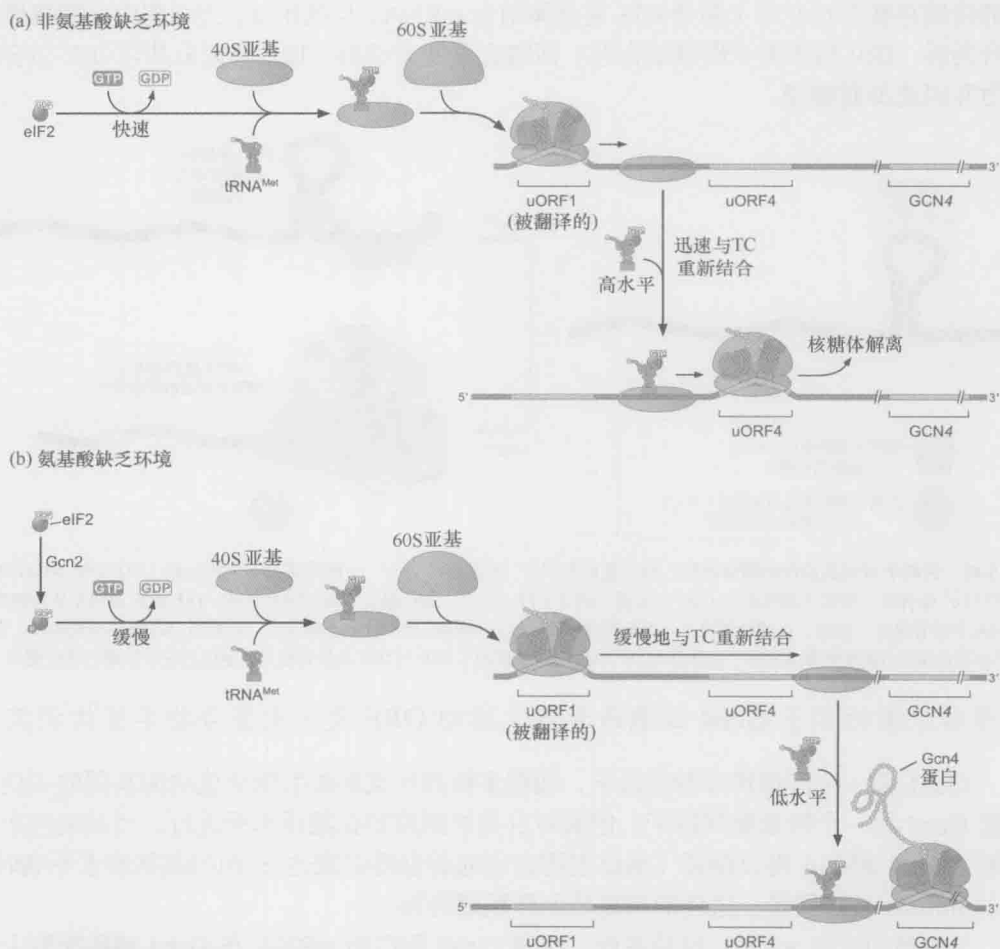 (a) 非氨基酸缺乏环境
60S亚基
40S亚基
GTP
GDP
eIF2
快速
tRNAMet
3'
uORF1
(被翻译的)
uORF4
GCN4
迅速与TC
重新结合
高水平
核糖体解离
5'
3'
uORF4
GCN4
(b) 氨基酸缺乏环境
eIF2
Gcn2
60S亚基
40S亚基
GTP
GDP
缓慢
tRNAMet
缓慢地与TC重新结合
3'
uORF1
(被翻译的)
uORF4
GCN4
Gcn4
蛋白
低水平
5'
3'
uORF1
uORF4
GCN4